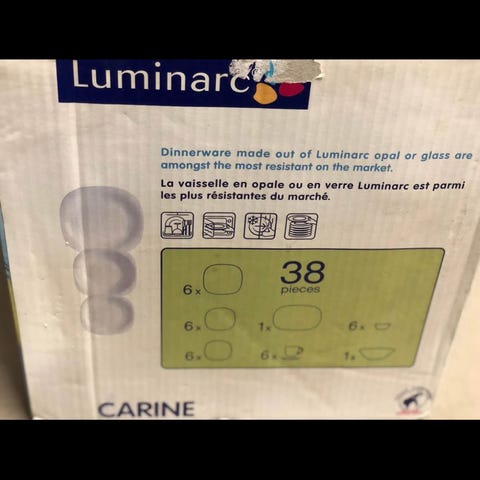 Luminarc
Dinnerware made out of Luminarc opal or glass are
amongst the most resistant on the market.
La vaisselle en opale ou en verre Luminarc est parmi
les plus résistantes du marché.
38
pieces
6x
6x 1x 6x
6x 6x 1x
CARINE